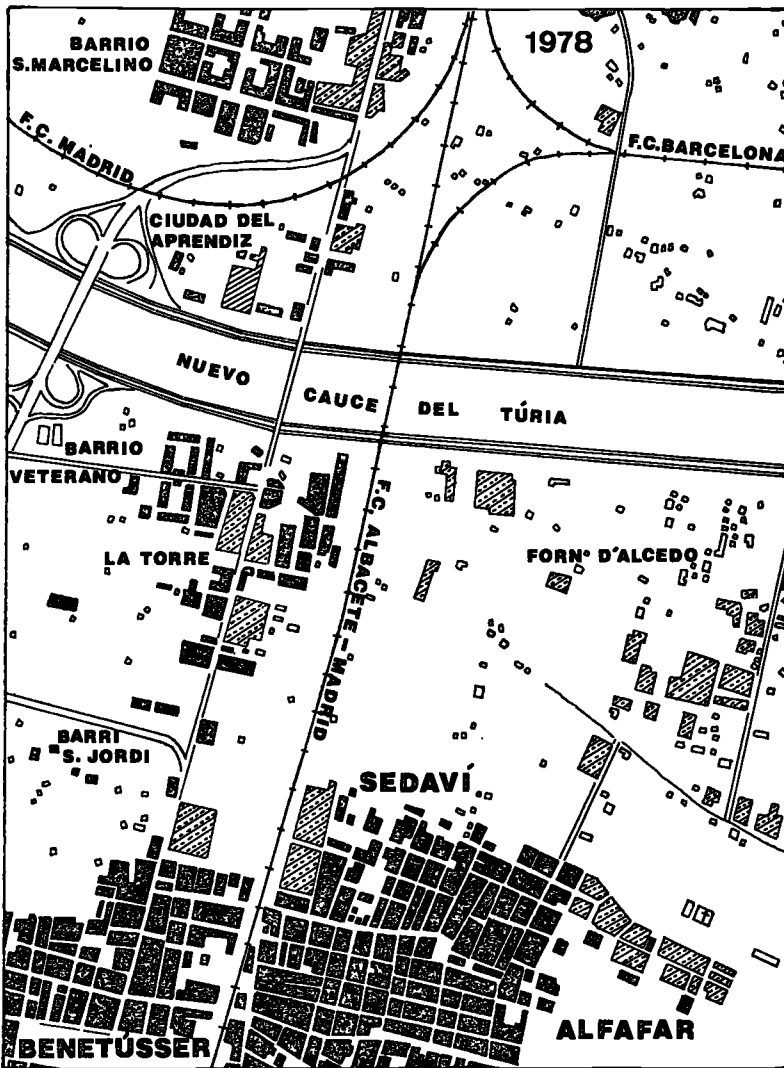 BARRIO
S.MARCELINO
1978
F.C. MADRID
F.C.BARCELONA
CIUDAD DEL
APRENDIZ
NUEVO CAUCE DEL TÚRIA
BARRIO
VETERANO
F.C. ALBACETE-MADRID
LA TORRE
FORNº D'ALCEDO
BARRI
S. JORDI
SEDAVÍ
ALFAFAR
BENETÚSSER